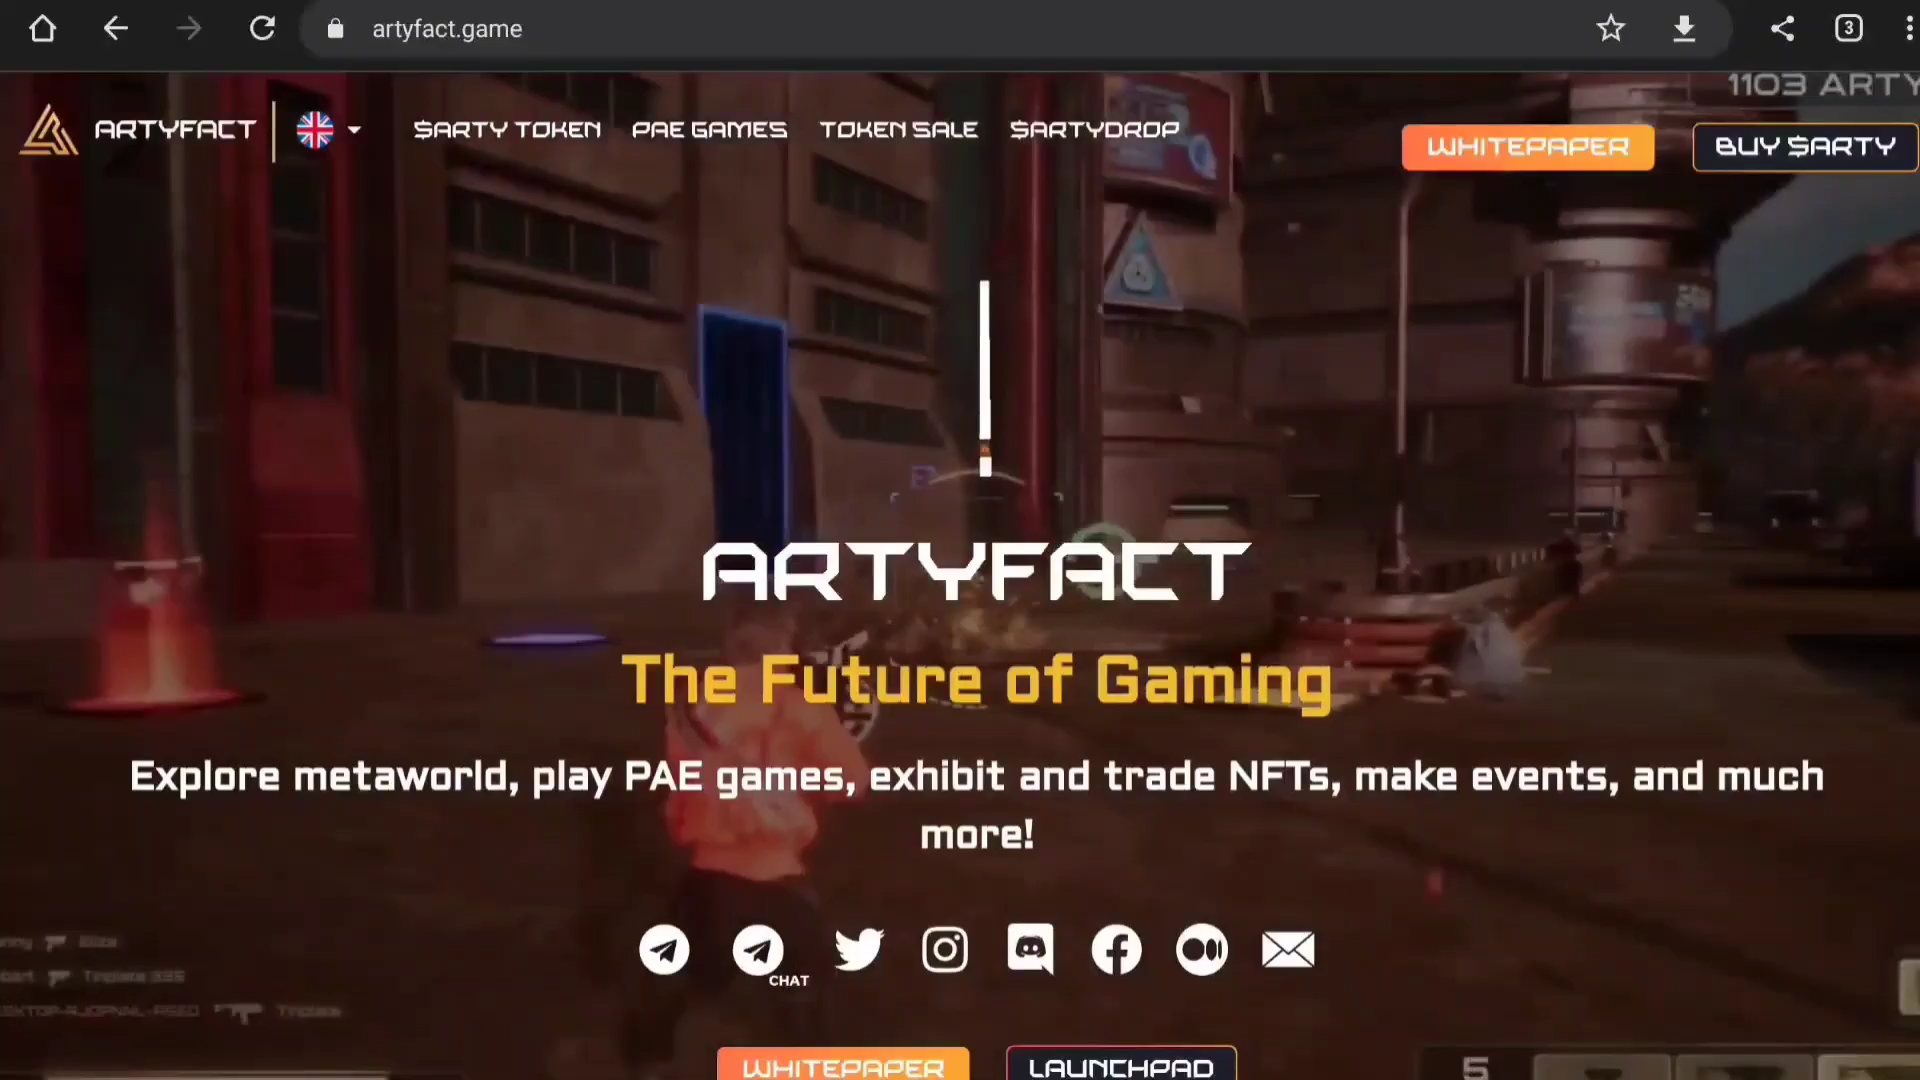 artyfact.game
3
1103 ARTY
ARTYFACT
$ARTY TOKEN
PAE GAMES
TOKEN SALE
$ARTYDROP
WHITEPAPER
BUY $ARTY
ARTYFACT
The Future of Gaming
Explore metaworld, play PAE games, exhibit and trade NFTs, make events, and much
more!
CHAT
WHITEPAPER
LAUNCHPAD
5